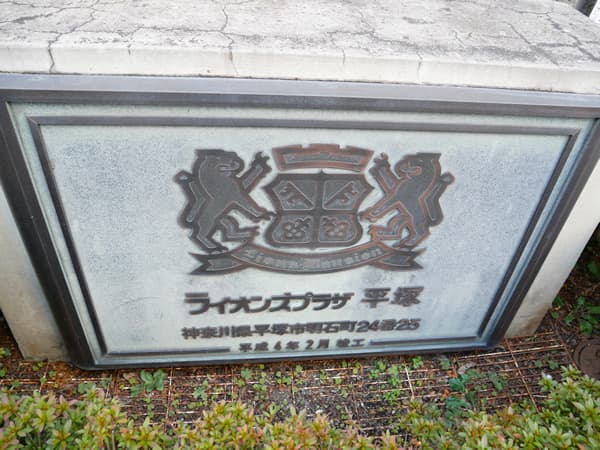 Lions Mansion
ライオンズプラザ 平塚
神奈川県平塚市明石町24番25
平成6年2月 竣工